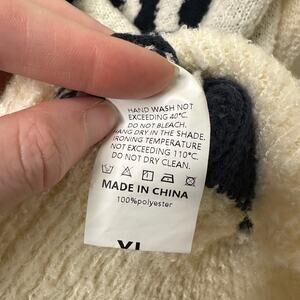 HAND WASH NOT
EXCEEDING 40°C.
DO NOT BLEACH.
HANG DRY IN THE SHADE.
IRONING TEMPERATURE
NOT EXCEEDING 110°C.
DO NOT DRY CLEAN.
MADE IN CHINA
100%polyester
XL